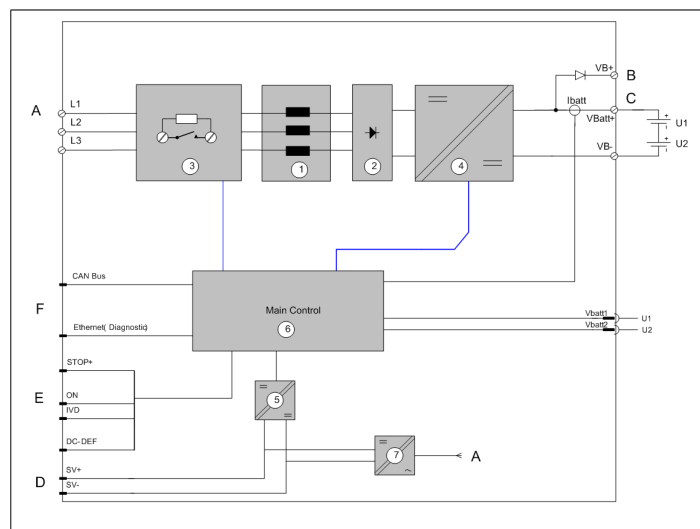 VB+
B
Ibatt
C
A
L1
L2
L3
VBatt+
U1
U2
VB-
3
1
2
4
CAN Bus
F
Main Control
6
Ethernet( Diagnostic)
Vbatt1
U1
Vbatt2
U2
STOP+
E
ON
IVD
5
DC-DEF
7
A
D
SV+
SV-